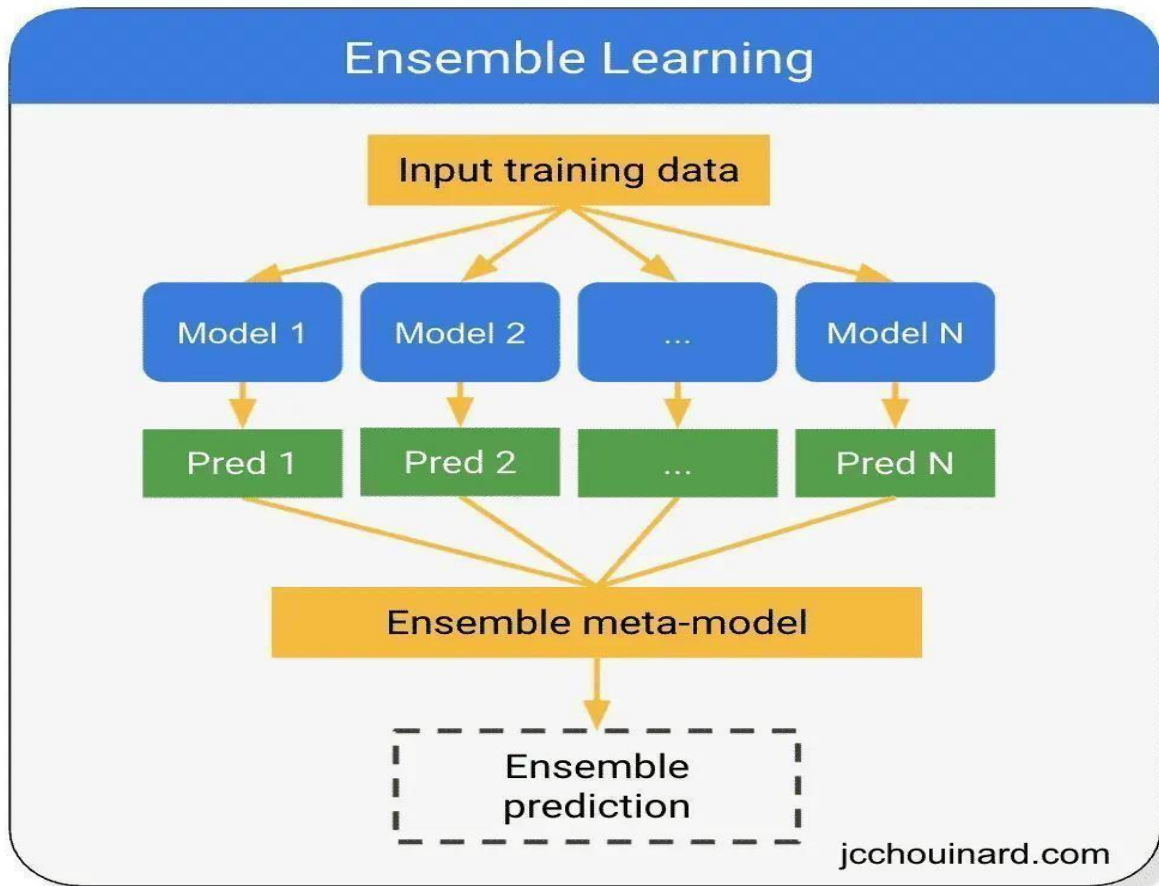 Ensemble Learning
Input training data
Model 1
Model 2
...
Model N
Pred 1
Pred 2
...
Pred N
Ensemble meta-model
Ensemble
prediction
jcchouinard.com